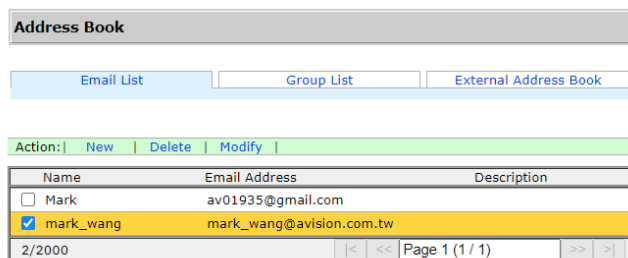 Address Book
Email List Group List External Address Book
Action:| New | Delete | Modify |
Name Email Address Description
Mark av01935@gmail.com
mark_wang mark_wang@avision.com.tw
2/2000 |< << Page 1 (1 / 1) >> >|